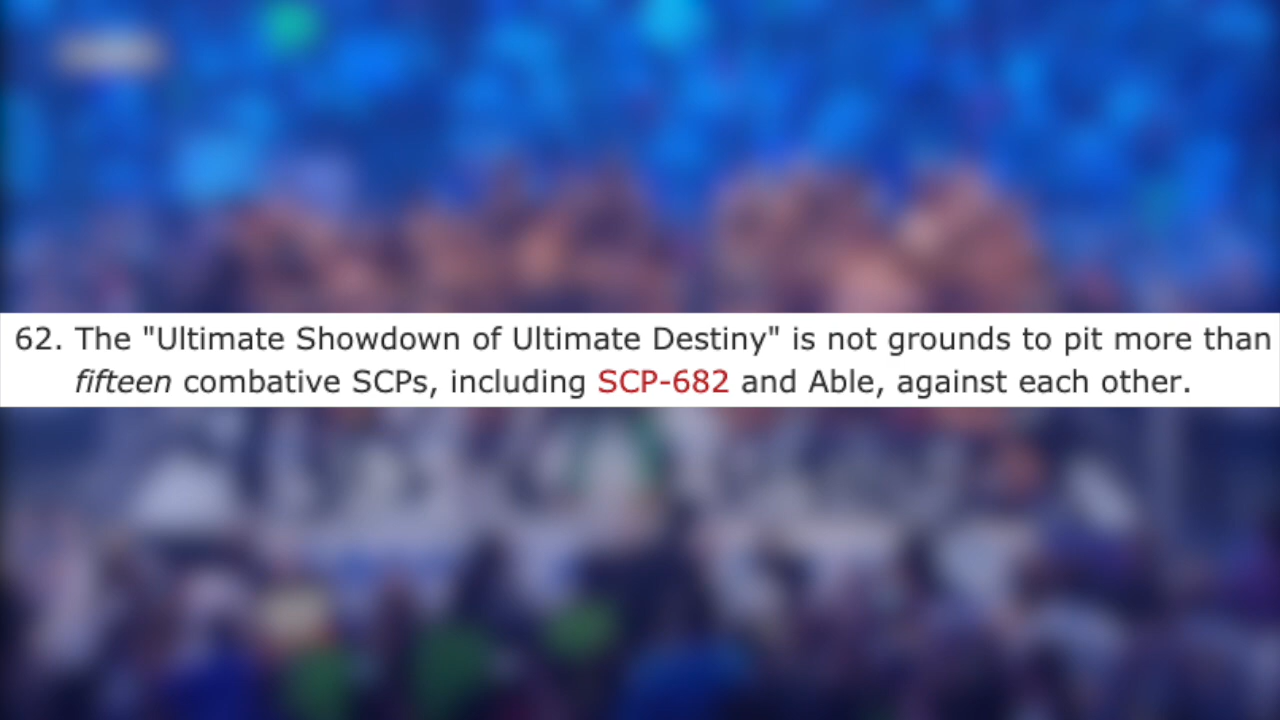 62. The "Ultimate Showdown of Ultimate Destiny" is not grounds to pit more than
fifteen combative SCPs, including SCP-682 and Able, against each other.